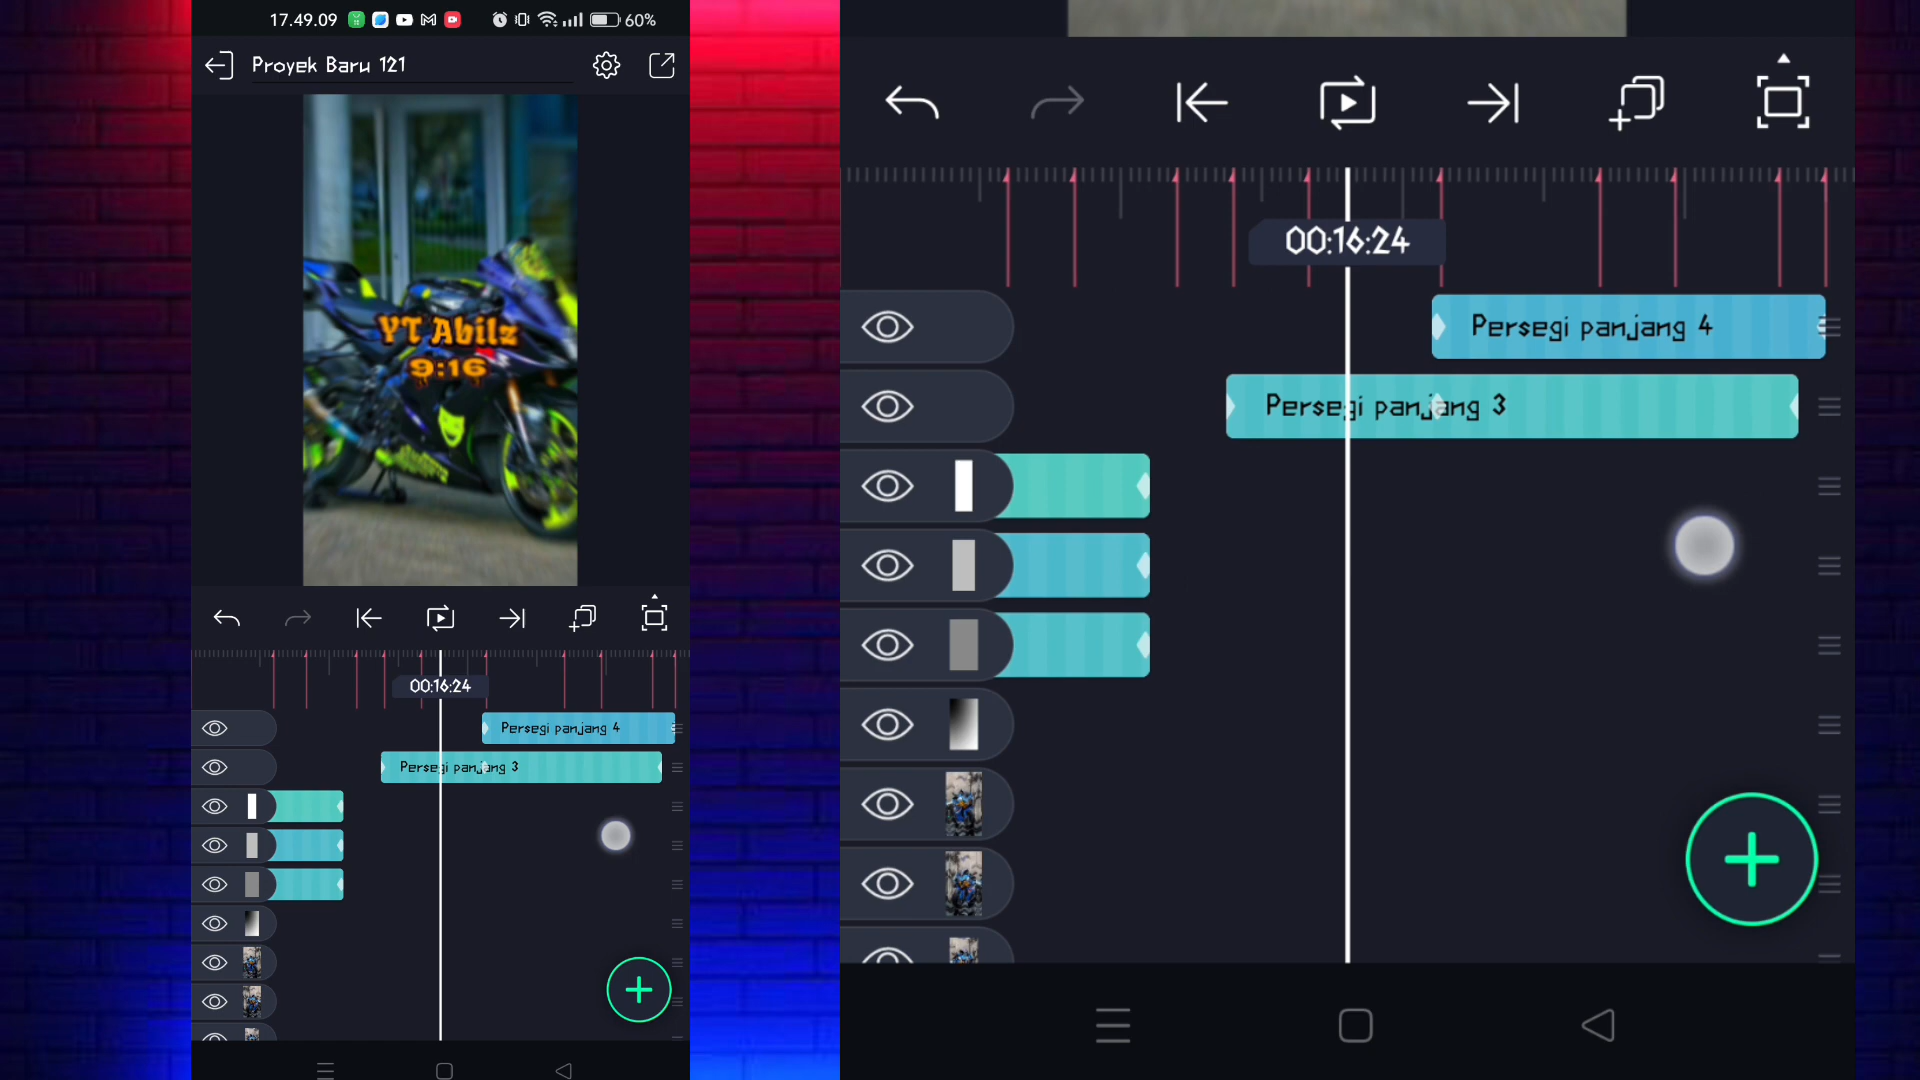 17.49.09
60%
Proyek Baru 121
YT Abilz
9:16
00:16:24
Persegi panjang 4
Persegi panjang 3
00:16:24
Persegi panjang 4
Persegi panjang 3